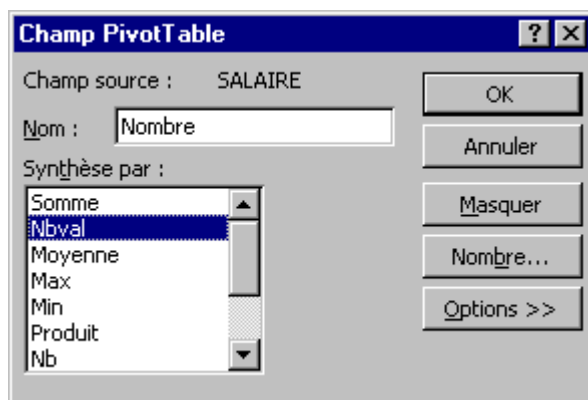 Champ PivotTable
Champ source : SALAIRE
Nom : Nombre
Synthèse par :
Somme
Nbval
Moyenne
Max
Min
Produit
Nb
OK
Annuler
Masquer
Nombre...
Options >>